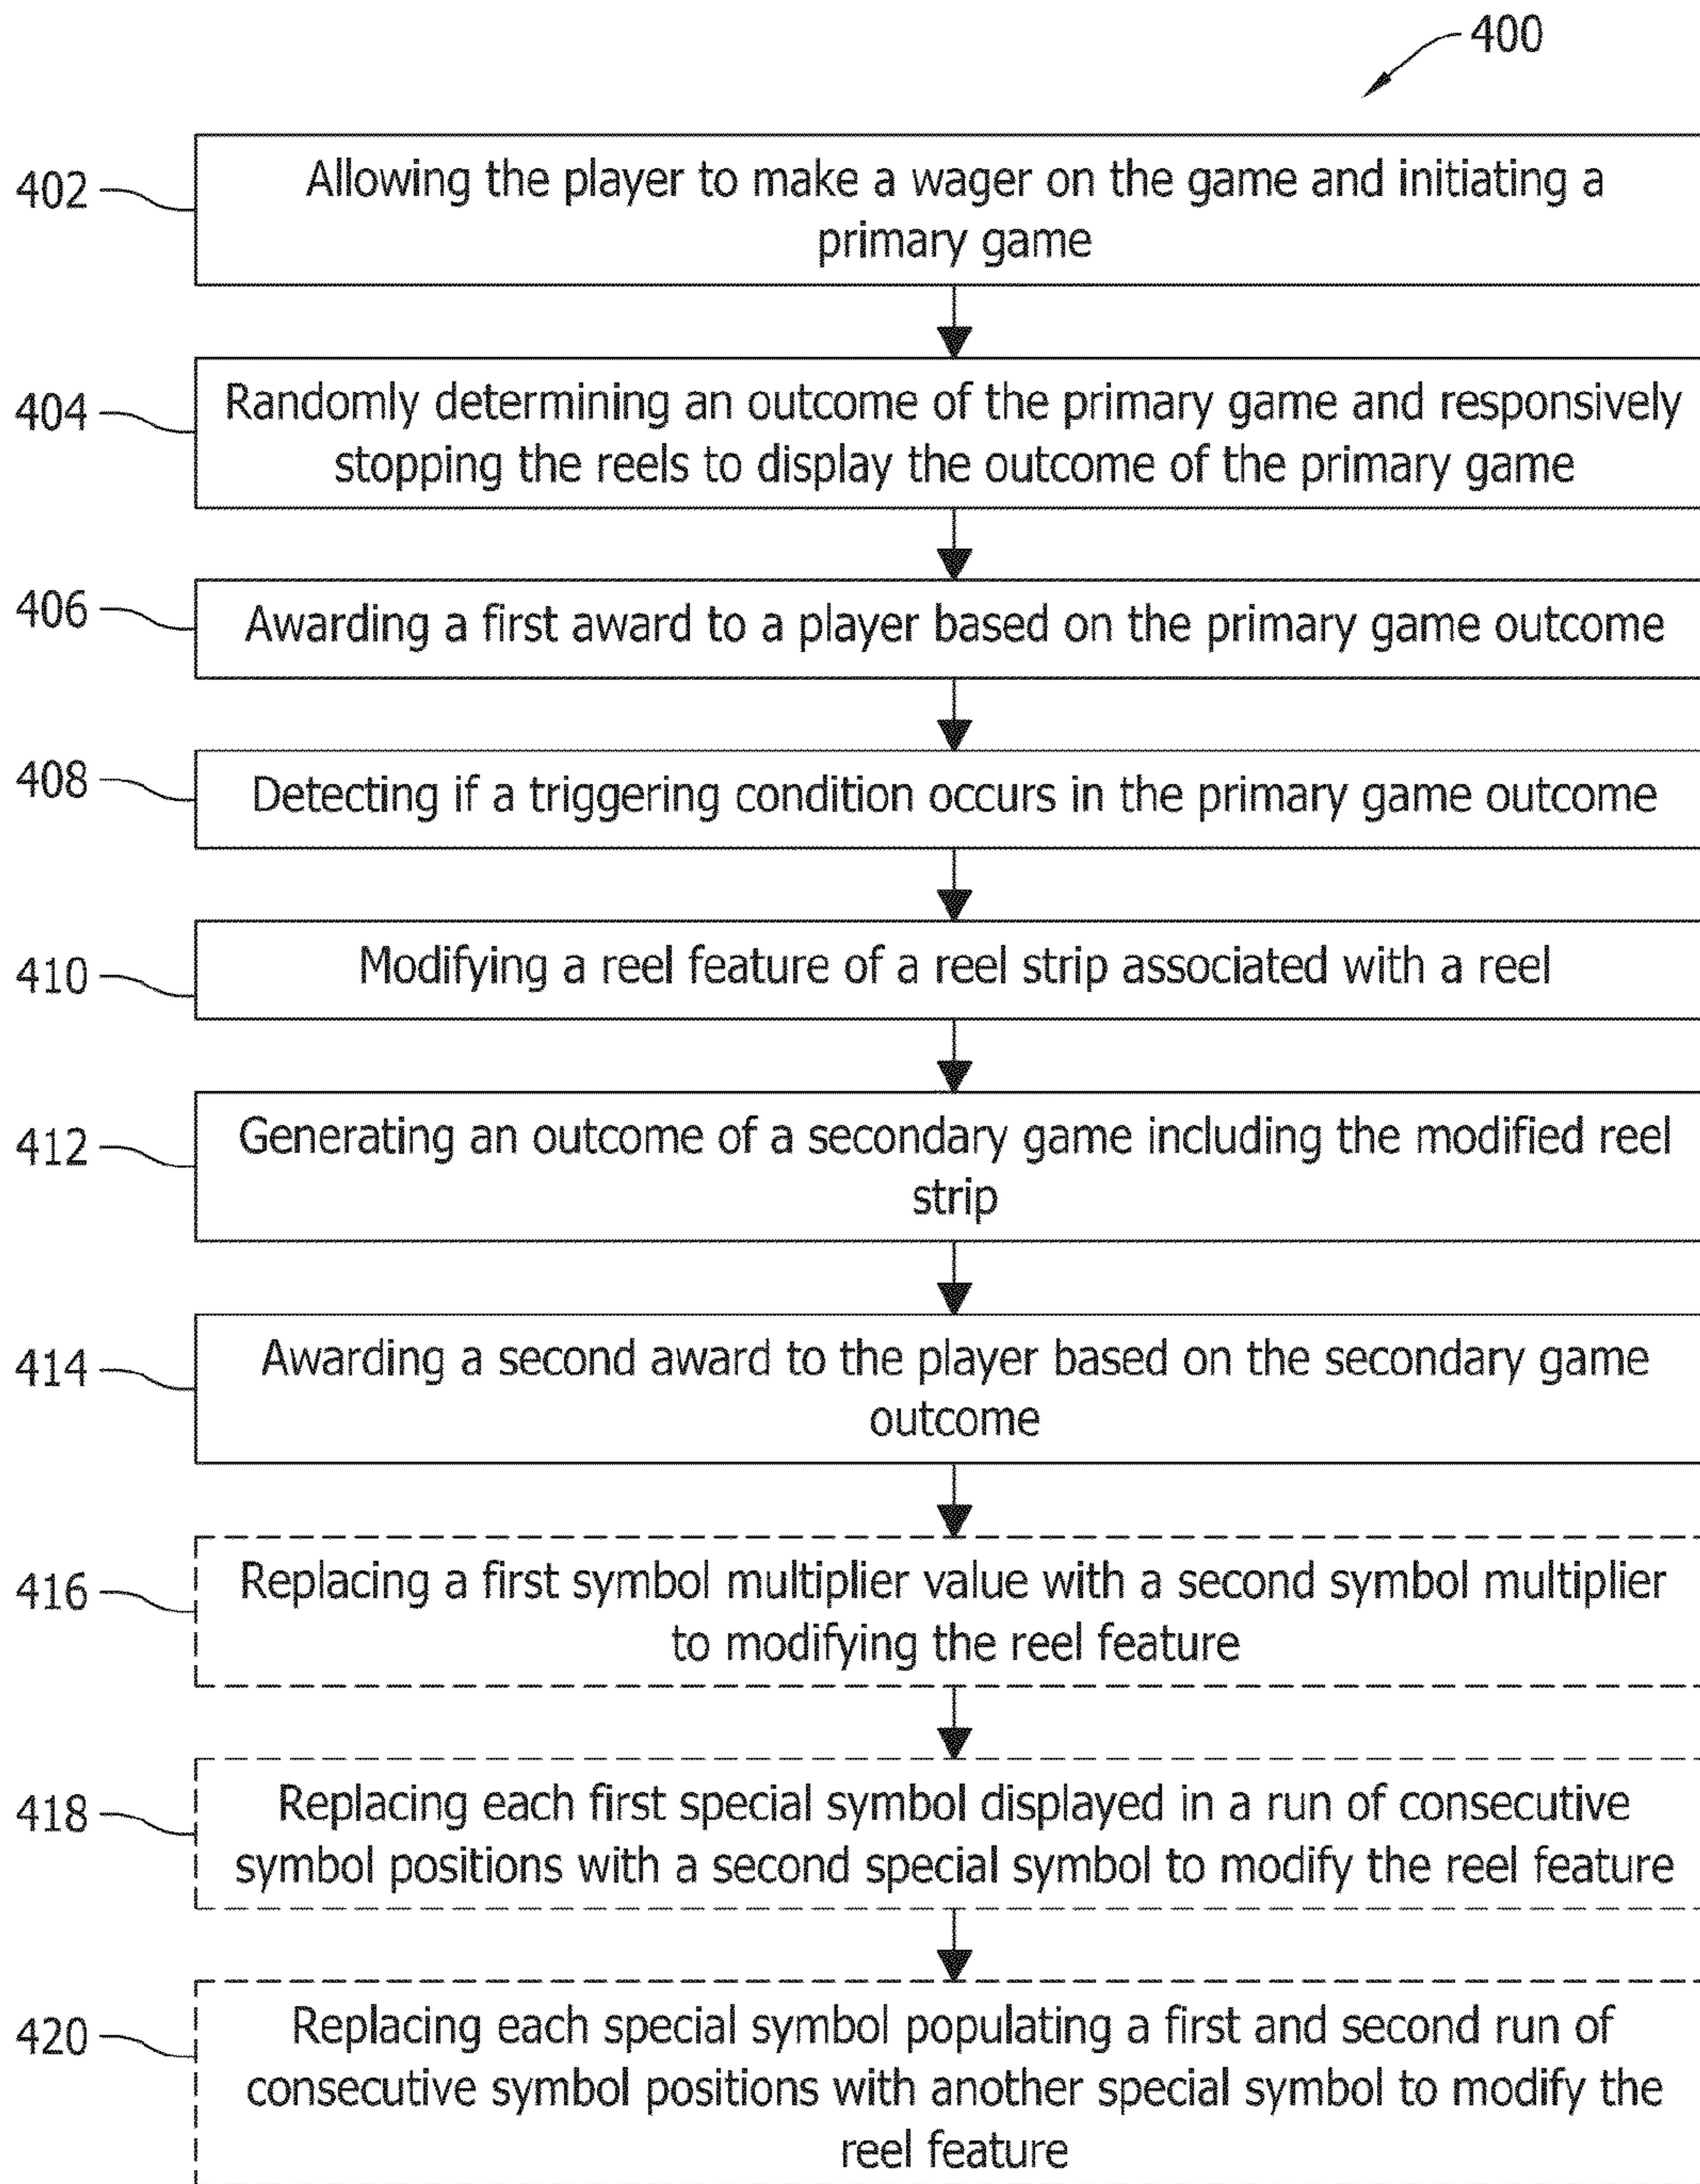 400
402
Allowing the player to make a wager on the game and initiating a
primary game
404
Randomly determining an outcome of the primary game and responsively
stopping the reels to display the outcome of the primary game
406
Awarding a first award to a player based on the primary game outcome
408
Detecting if a triggering condition occurs in the primary game outcome
410
Modifying a reel feature of a reel strip associated with a reel
412
Generating an outcome of a secondary game including the modified reel
strip
414
Awarding a second award to the player based on the secondary game
outcome
416
Replacing a first symbol multiplier value with a second symbol multiplier
to modifying the reel feature
418
Replacing each first special symbol displayed in a run of consecutive
symbol positions with a second special symbol to modify the reel feature
420
Replacing each special symbol populating a first and second run of
consecutive symbol positions with another special symbol to modify the
reel feature